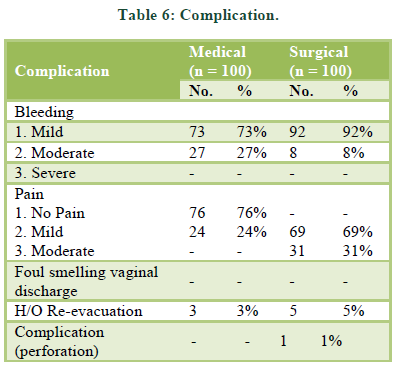 Table 6: Complication.
Complication Medical (n = 100) Surgical (n = 100)
No. % No. %
Bleeding
1. Mild 73 73% 92 92%
2. Moderate 27 27% 8 8%
3. Severe - - - -
Pain
1. No Pain 76 76% - -
2. Mild 24 24% 69 69%
3. Moderate - - 31 31%
Foul smelling vaginal
discharge - - - -
H/O Re-evacuation 3 3% 5 5%
Complication
(perforation) - - 1 1%